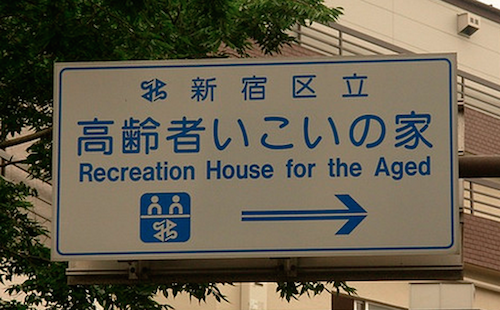 新宿区立
高齢者いこいの家
Recreation House for the Aged